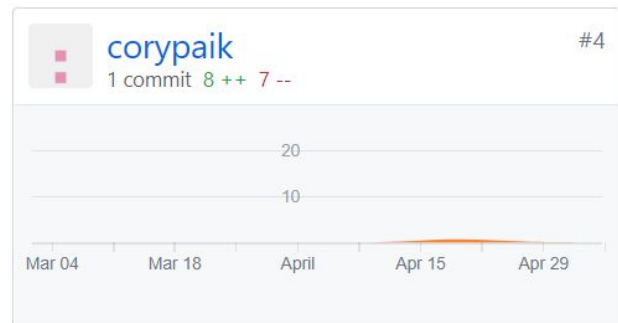 corypaik #4
1 commit 8 ++ 7 --
20
10
Mar 04 Mar 18 April Apr 15 Apr 29